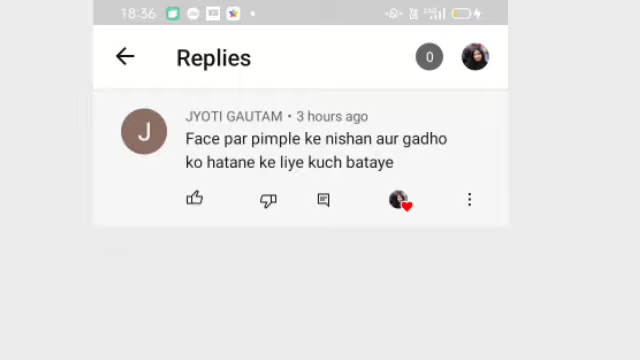 18:36
Replies
0
J
JYOTI GAUTAM • 3 hours ago
Face par pimple ke nishan aur gadho
ko hatane ke liye kuch bataye